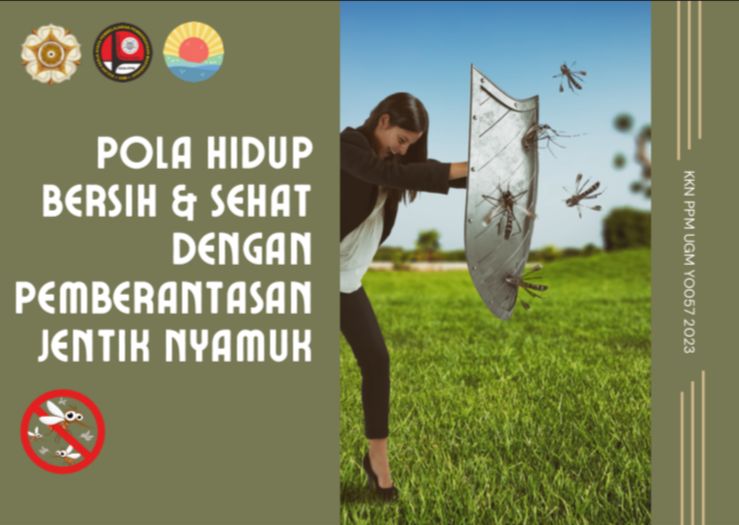 POLA HIDUP
BERSIH & SEHAT
DENGAN
PEMBERANTASAN
JENTIK NYAMUK
KKN PPM UGM YO057 2023